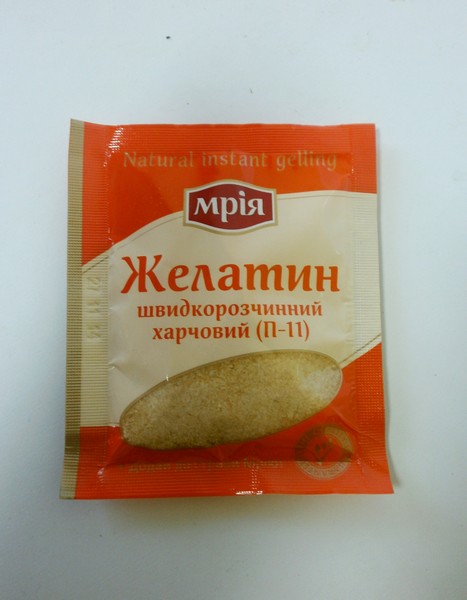 Natural instant gelling
мрія
Желатин
швидкорозчинний
харчовий (П-11)